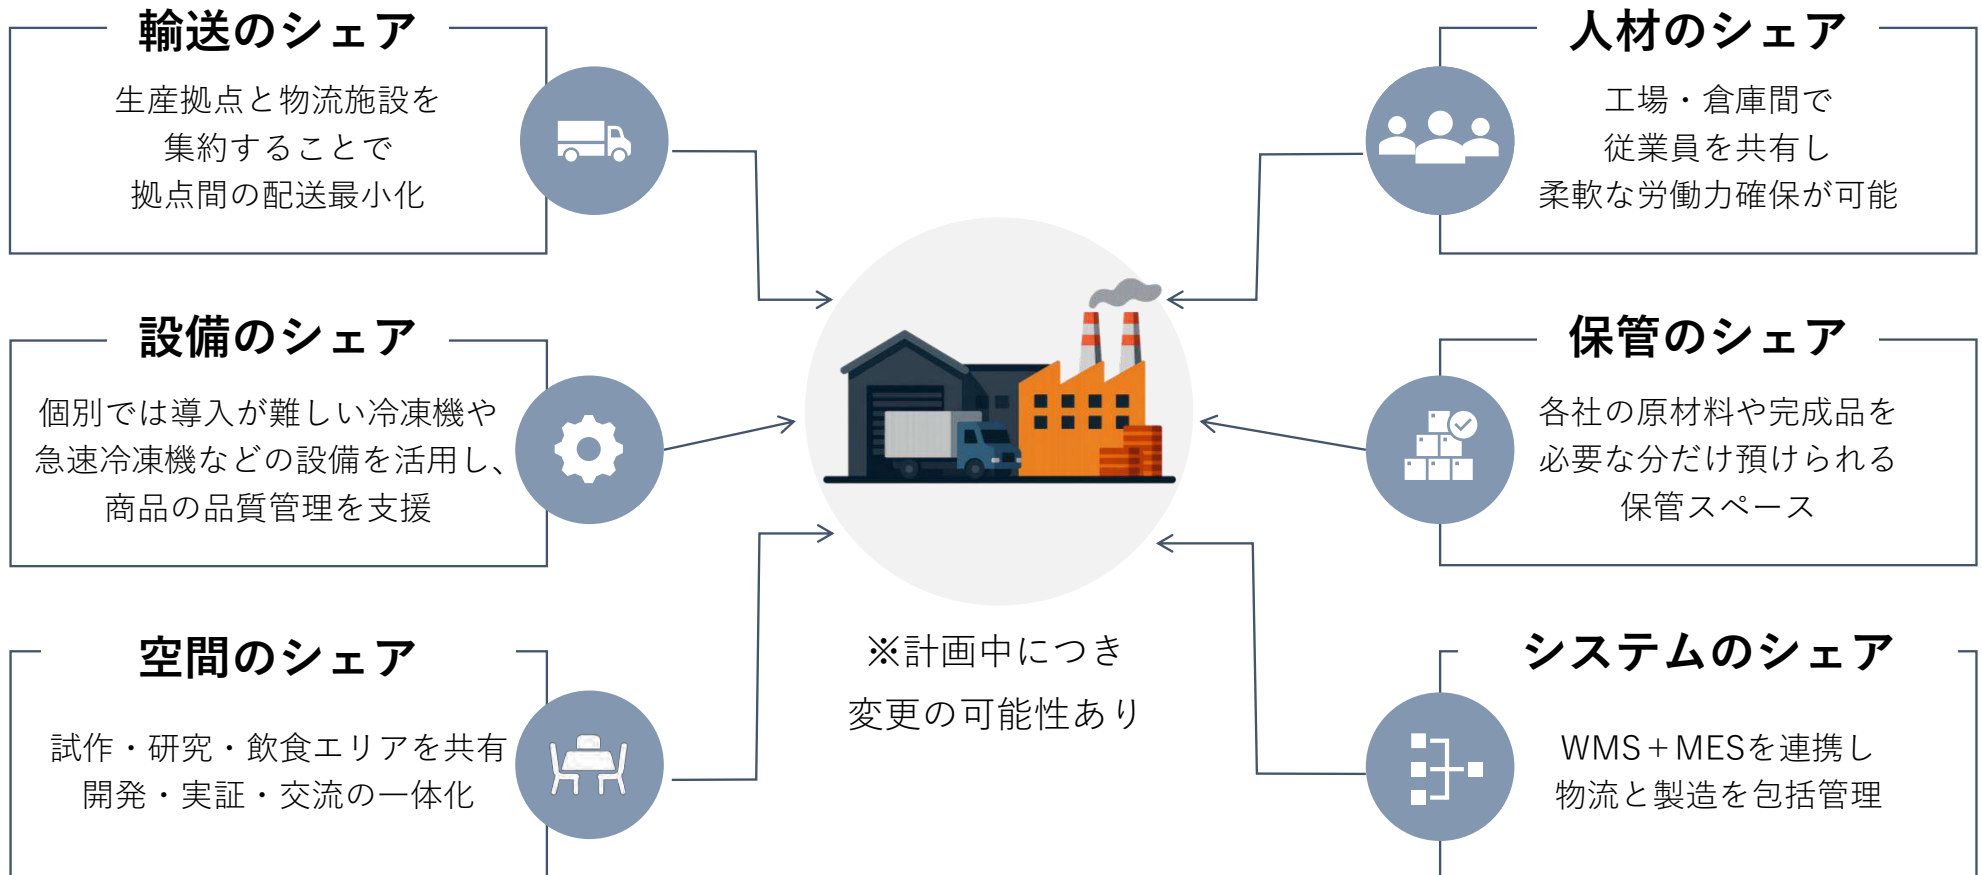 輸送のシェア
生産拠点と物流施設を
集約することで
拠点間の配送最小化
設備のシェア
個別では導入が難しい冷凍機や
急速冷凍機などの設備を活用し、
商品の品質管理を支援
空間のシェア
試作・研究・飲食エリアを共有
開発・実証・交流の一体化
※計画中につき
変更の可能性あり
人材のシェア
工場・倉庫間で
従業員を共有し
柔軟な労働力確保が可能
保管のシェア
各社の原材料や完成品を
必要な分だけ預けられる
保管スペース
システムのシェア
WMS＋MESを連携し
物流と製造を包括管理